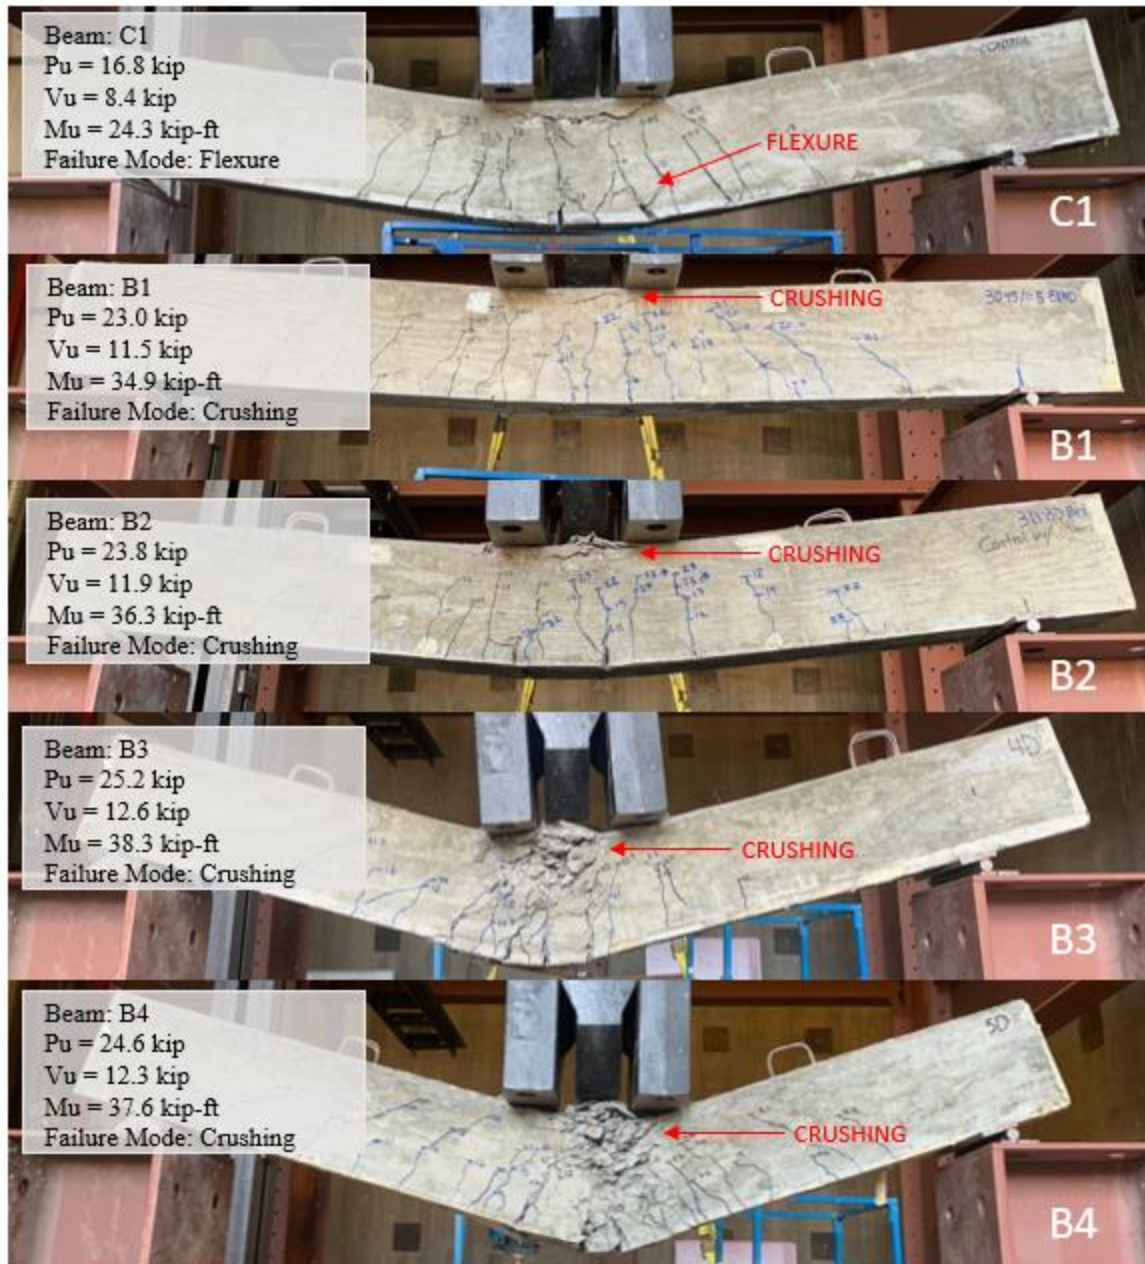 Beam: C1
Pu = 16.8 kip
Vu = 8.4 kip
Mu = 24.3 kip-ft
Failure Mode: Flexure
CONTROL
FLEXURE
C1
Beam: B1
Pu = 23.0 kip
Vu = 11.5 kip
Mu = 34.9 kip-ft
Failure Mode: Crushing
CRUSHING
B1
Beam: B2
Pu = 23.8 kip
Vu = 11.9 kip
Mu = 36.3 kip-ft
Failure Mode: Crushing
CRUSHING
B2
Beam: B3
Pu = 25.2 kip
Vu = 12.6 kip
Mu = 38.3 kip-ft
Failure Mode: Crushing
4D
CRUSHING
B3
Beam: B4
Pu = 24.6 kip
Vu = 12.3 kip
Mu = 37.6 kip-ft
Failure Mode: Crushing
5D
CRUSHING
B4